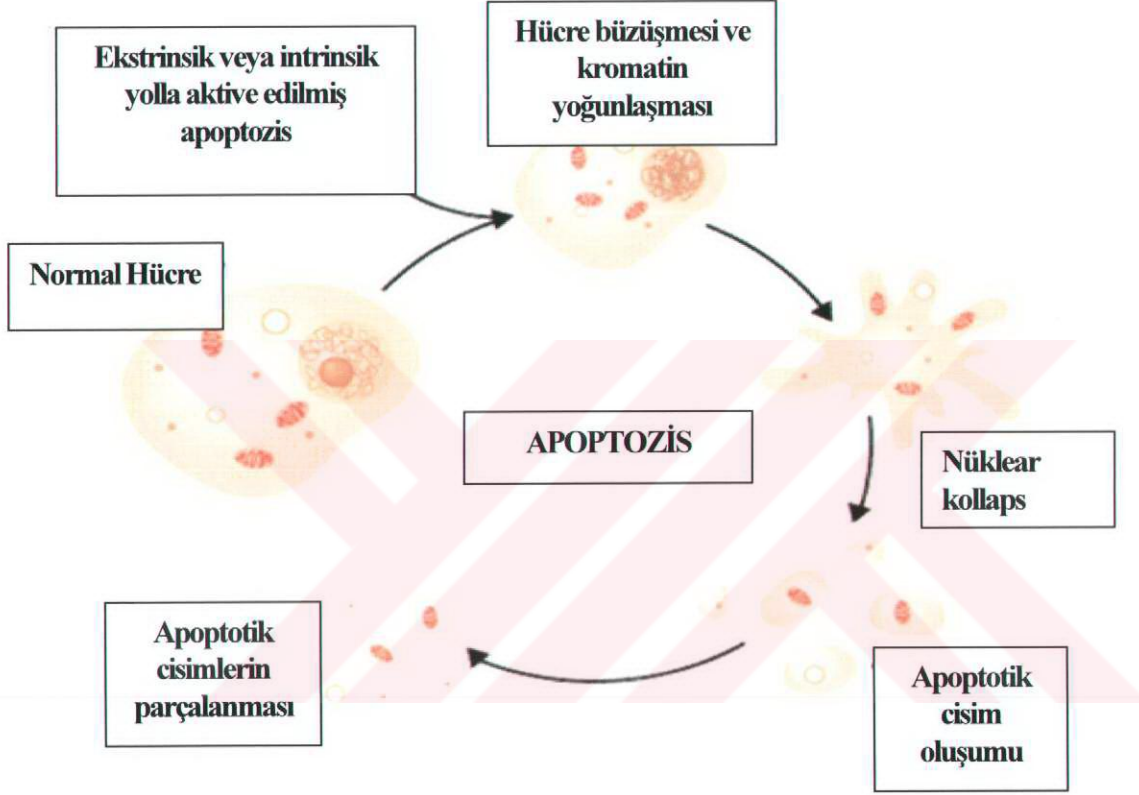 Ekstrinsik veya intrinsik
yolla aktive edilmiş
apoptozis
Hücre büzüşmesi ve
kromatin
yoğunlaşması
Normal Hücre
APOPTOZİS
Nüklear
kollaps
Apoptotik
cisimlerin
parçalanması
Apoptotik
cisim
oluşumu